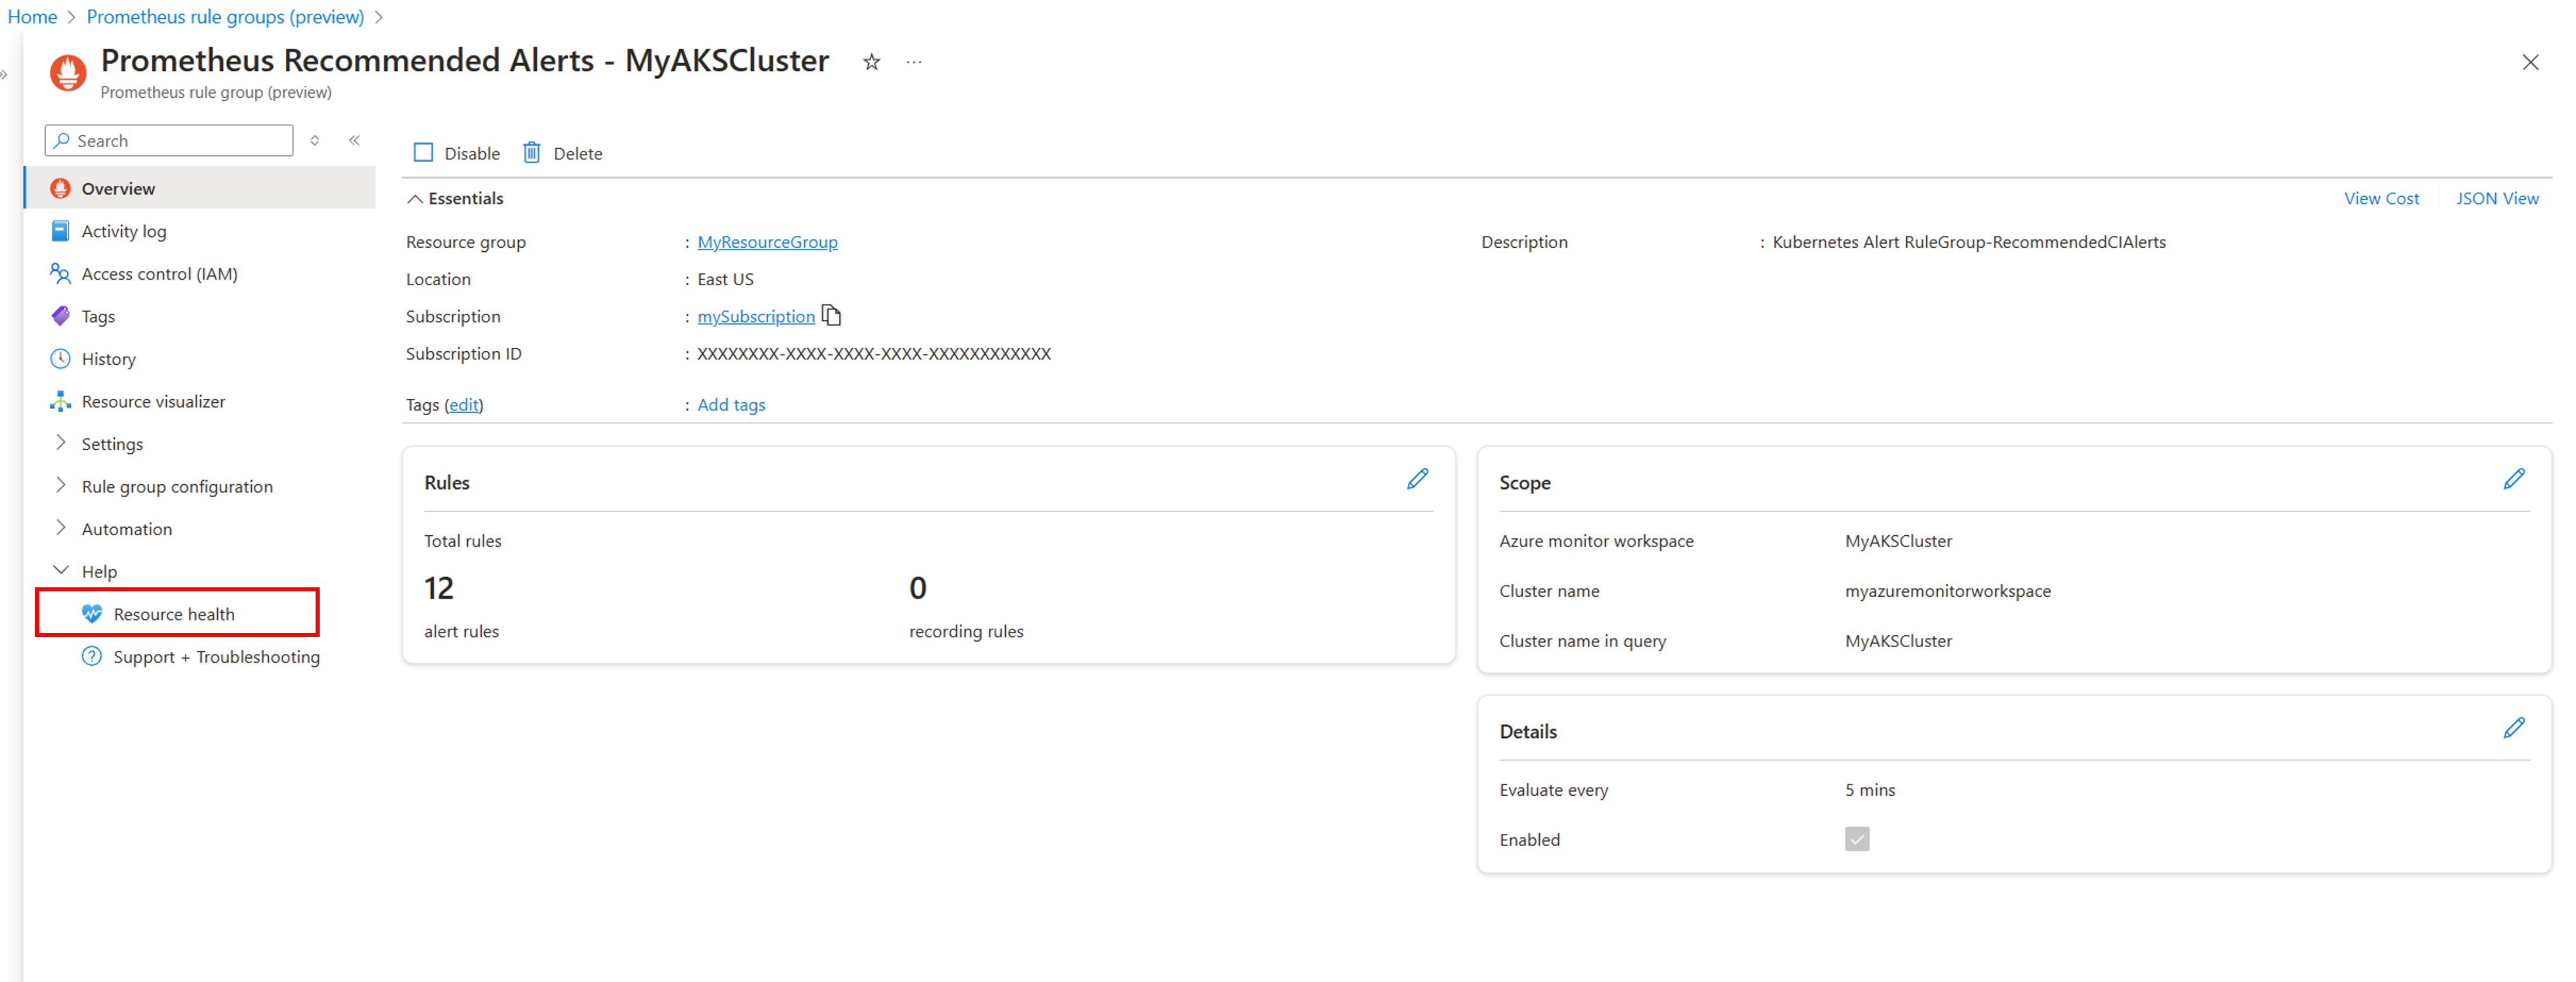 Home > Prometheus rule groups (preview) >
Prometheus Recommended Alerts - MyAKSCluster
Prometheus rule group (preview)
Search
Overview
Activity log
Access control (IAM)
Tags
History
Resource visualizer
Settings
Rule group configuration
Automation
Help
Resource health
Support + Troubleshooting
Disable Delete
Essentials
View Cost JSON View
Resource group : MyResourceGroup
Location : East US
Subscription : mySubscription
Subscription ID : XXXXXXXX-XXXX-XXXX-XXXX-XXXXXXXXXXXX
Tags (edit) : Add tags
Description : Kubernetes Alert RuleGroup-RecommendedCIAlerts
Rules
Total rules
12 0
alert rules recording rules
Scope
Azure monitor workspace MyAKSCluster
Cluster name myazuremonitorworkspace
Cluster name in query MyAKSCluster
Details
Evaluate every 5 mins
Enabled